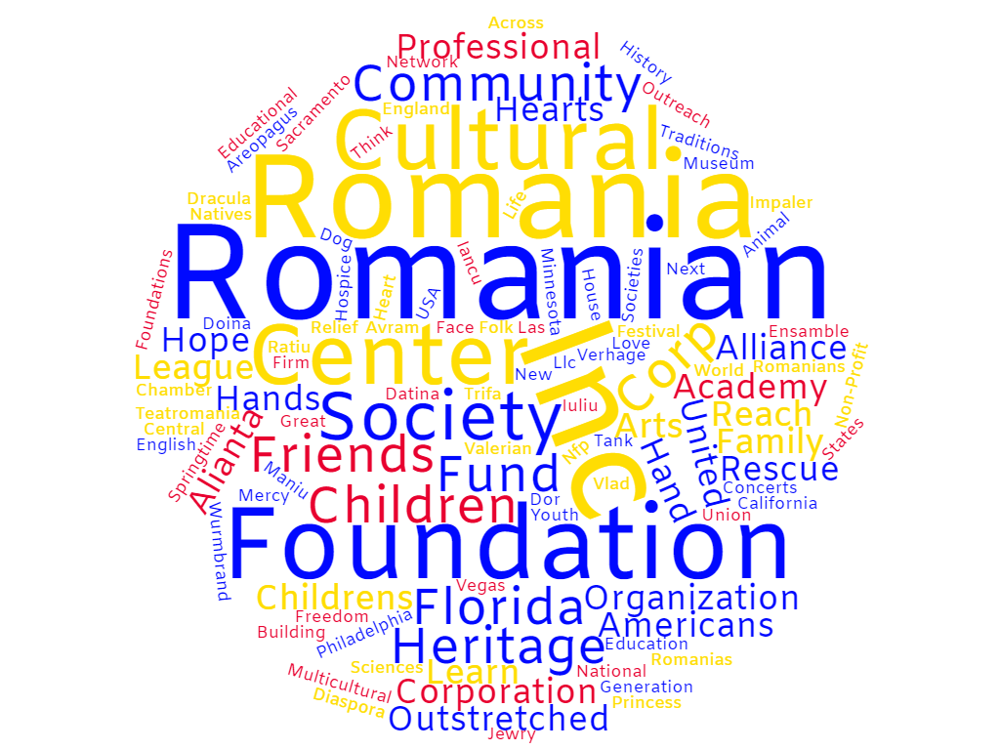 Across
Professional
Network
History
Community
Hearts
Outreach
England
Educational
Areopagus
Sacramento
Think
Cultural
Traditions
Museum
Romania
Life
Dracula
Natives
Impaler
Animal
Romanian
Dog
Hospice
Iancu
Minnesota
House
Societies
Next
Foundations
Heart
USA
Doina
Hope
Relief
Avram
Face
Folk
Las
Festival
Love
Ensamble
Alliance
Ratiu
Firm
Center
Inc
Corp
Verhage
Llc
New
World
Romanians
Non-Profit
League
Chamber
Hands
Datina
Trifa
Iuliu
Academy
Teatromania
Central
English
Great
Society
Arts
United
Reach
Family
States
Springtime
Alianta
Friends
Valerian
Nfp
Tank
Hand
Rescue
Maniu
Mercy
Fund
Vlad
Concerts
California
Union
Wurmbrand
Children
Dor
Youth
Foundation
Childrens
Vegas
Florida
Organization
Americans
Freedom
Building
Philadelphia
Heritage
Education
Romanias
Sciences
Learn
National
Generation
Princess
Multicultural
Diaspora
Corporation
Outstretched
Jewry